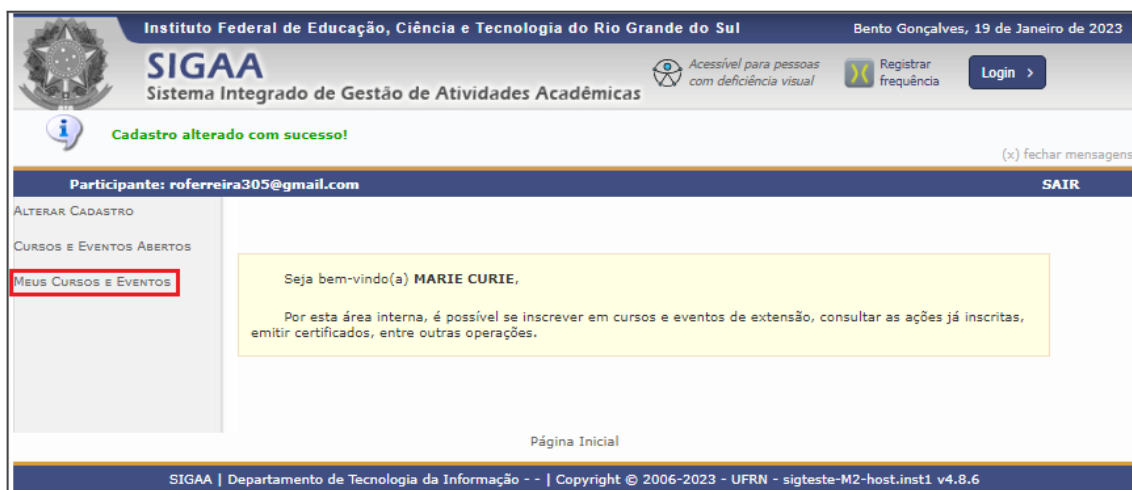 Instituto Federal de Educação, Ciência e Tecnologia do Rio Grande do Sul
Bento Gonçalves, 19 de Janeiro de 2023
SIGAA
Sistema Integrado de Gestão de Atividades Acadêmicas
Acessível para pessoas
com deficiência visual
Registrar
frequência
Login >
Cadastro alterado com sucesso!
(x) fechar mensagens
Participante: roferreira305@gmail.com
SAIR
ALTERAR CADASTRO
CURSOS E EVENTOS ABERTOS
MEUS CURSOS E EVENTOS
Seja bem-vindo(a) MARIE CURIE,
Por esta área interna, é possível se inscrever em cursos e eventos de extensão, consultar as ações já inscritas,
emitir certificados, entre outras operações.
Página Inicial
SIGAA | Departamento de Tecnologia da Informação - - | Copyright © 2006-2023 - UFRN - sigteste-M2-host.inst1 v4.8.6